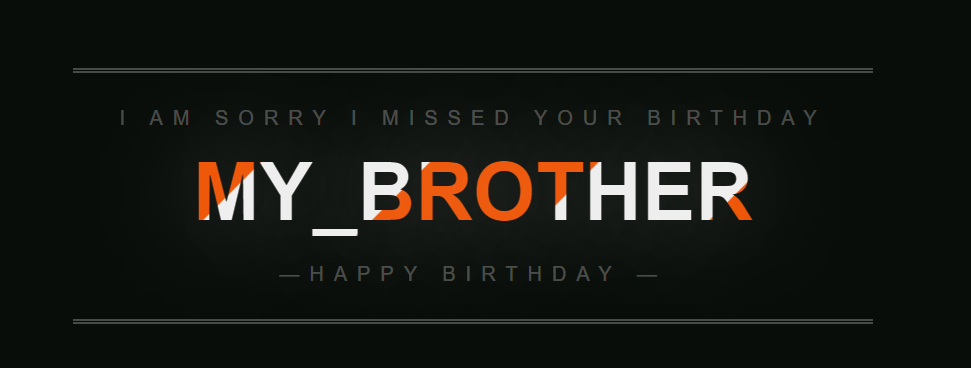 I AM SORRY I MISSED YOUR BIRTHDAY
MY_BROTHER
—HAPPY BIRTHDAY —